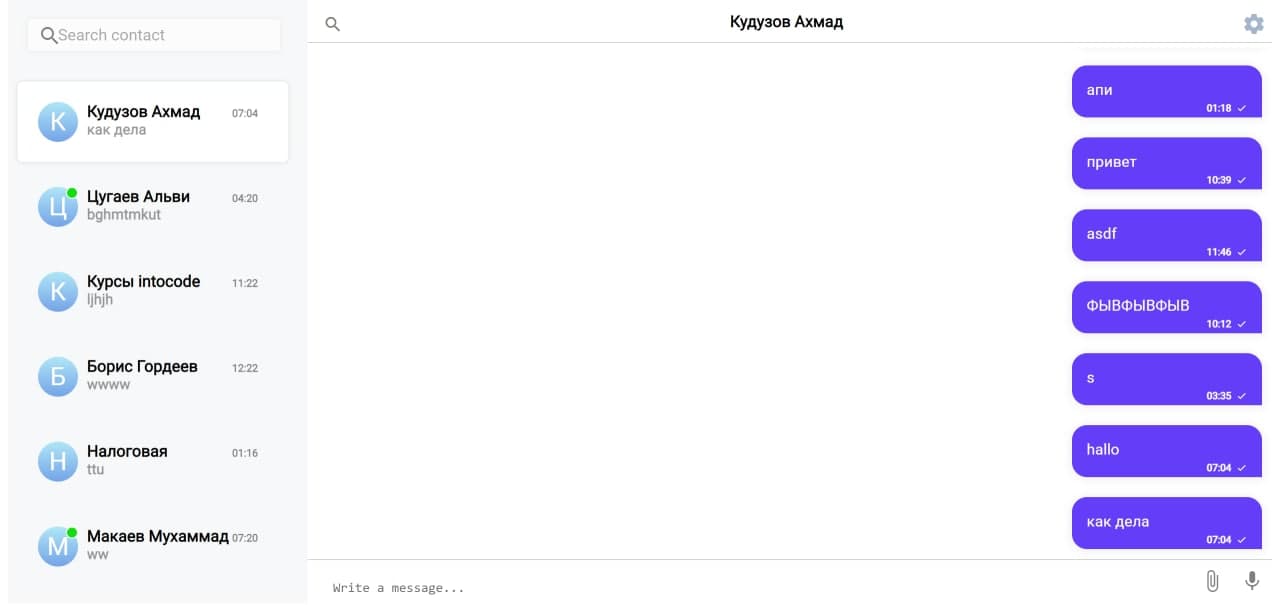 Search contact
Кудузов Ахмад 07:04
как дела
Цугаев Альви 04:20
bghmtmkut
Курсы intocode 11:22
ljhjh
Борис Гордеев 12:22
wwww
Налоговая 01:16
ttu
Макаев Мухаммад 07:20
ww
К
Ц
К
Б
Н
М
Кудузов Ахмад
апи
01:18
привет
10:39
asdf
11:46
ФЫВФЫВФЫВ
10:12
s
03:35
hallo
07:04
как дела
07:04
Write a message...